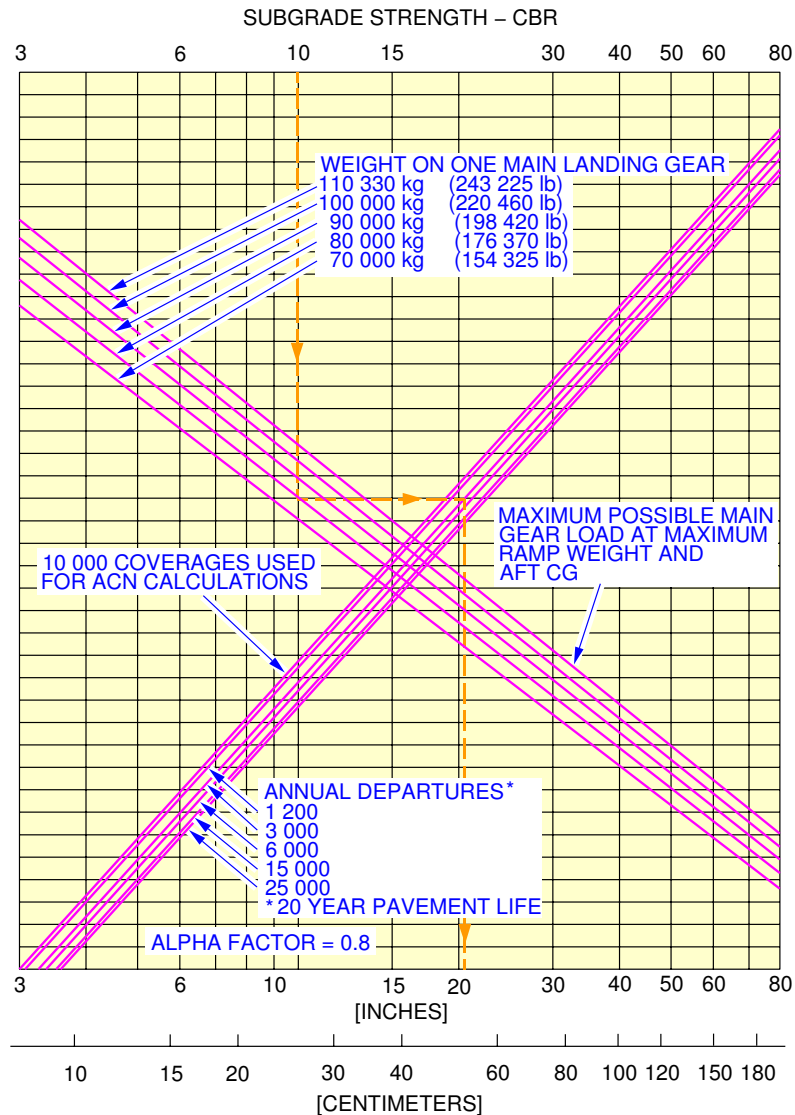 SUBGRADE STRENGTH – CBR
3 6 10 15 30 40 50 60 80
WEIGHT ON ONE MAIN LANDING GEAR
110 330 kg (243 225 lb)
100 000 kg (220 460 lb)
90 000 kg (198 420 lb)
80 000 kg (176 370 lb)
70 000 kg (154 325 lb)
MAXIMUM POSSIBLE MAIN
GEAR LOAD AT MAXIMUM
RAMP WEIGHT AND
AFT CG
10 000 COVERAGES USED
FOR ACN CALCULATIONS
ANNUAL DEPARTURES*
1 200
3 000
6 000
15 000
25 000
*20 YEAR PAVEMENT LIFE
ALPHA FACTOR = 0.8
3 6 10 15 20 30 40 50 60 80
[INCHES]
10 15 20 30 40 60 80 100 120 150 180
[CENTIMETERS]